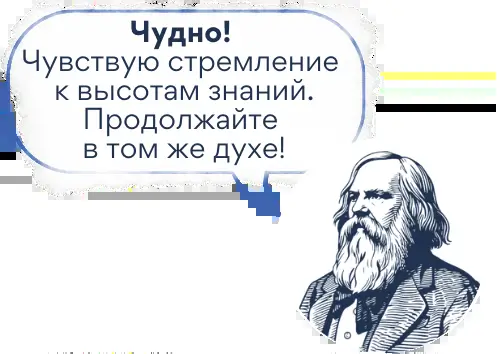 Чудно!
Чувствую стремление
к высотам знаний.
Продолжайте
в том же духе!